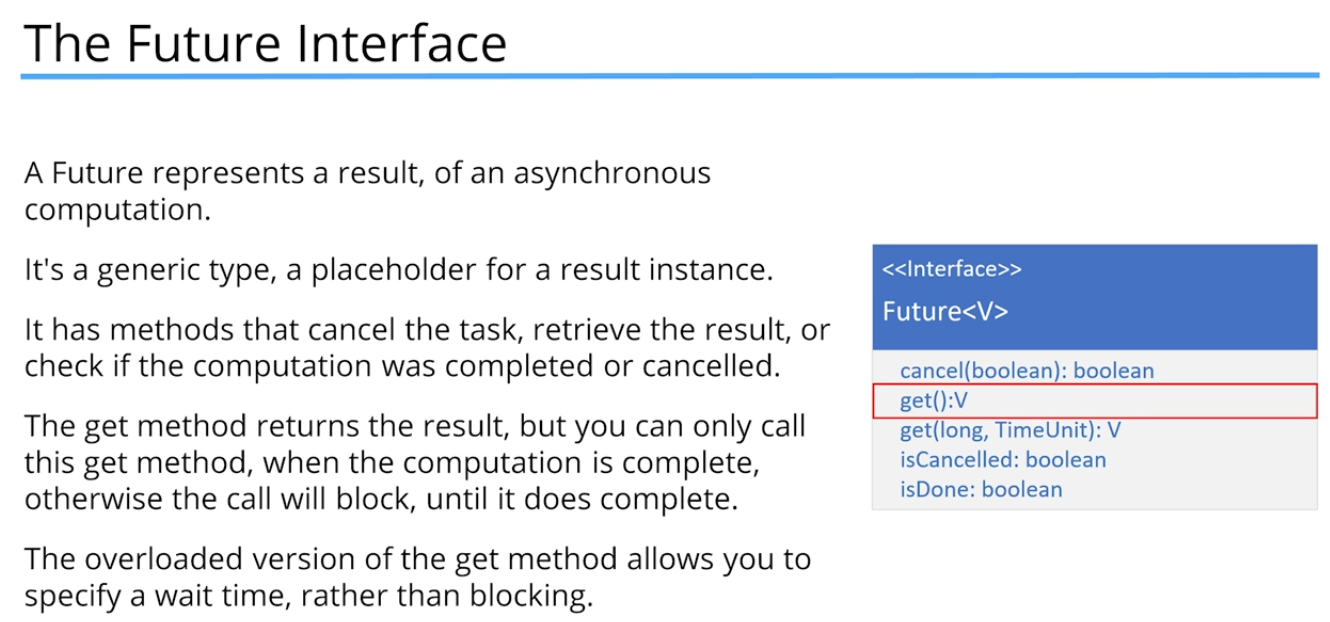 The Future Interface
A Future represents a result, of an asynchronous
computation.
It's a generic type, a placeholder for a result instance.
It has methods that cancel the task, retrieve the result, or
check if the computation was completed or cancelled.
The get method returns the result, but you can only call
this get method, when the computation is complete,
otherwise the call will block, until it does complete.
The overloaded version of the get method allows you to
specify a wait time, rather than blocking.
<<Interface>>
Future<V>
cancel(boolean): boolean
get():V
get(long, TimeUnit): V
isCancelled: boolean
isDone: boolean